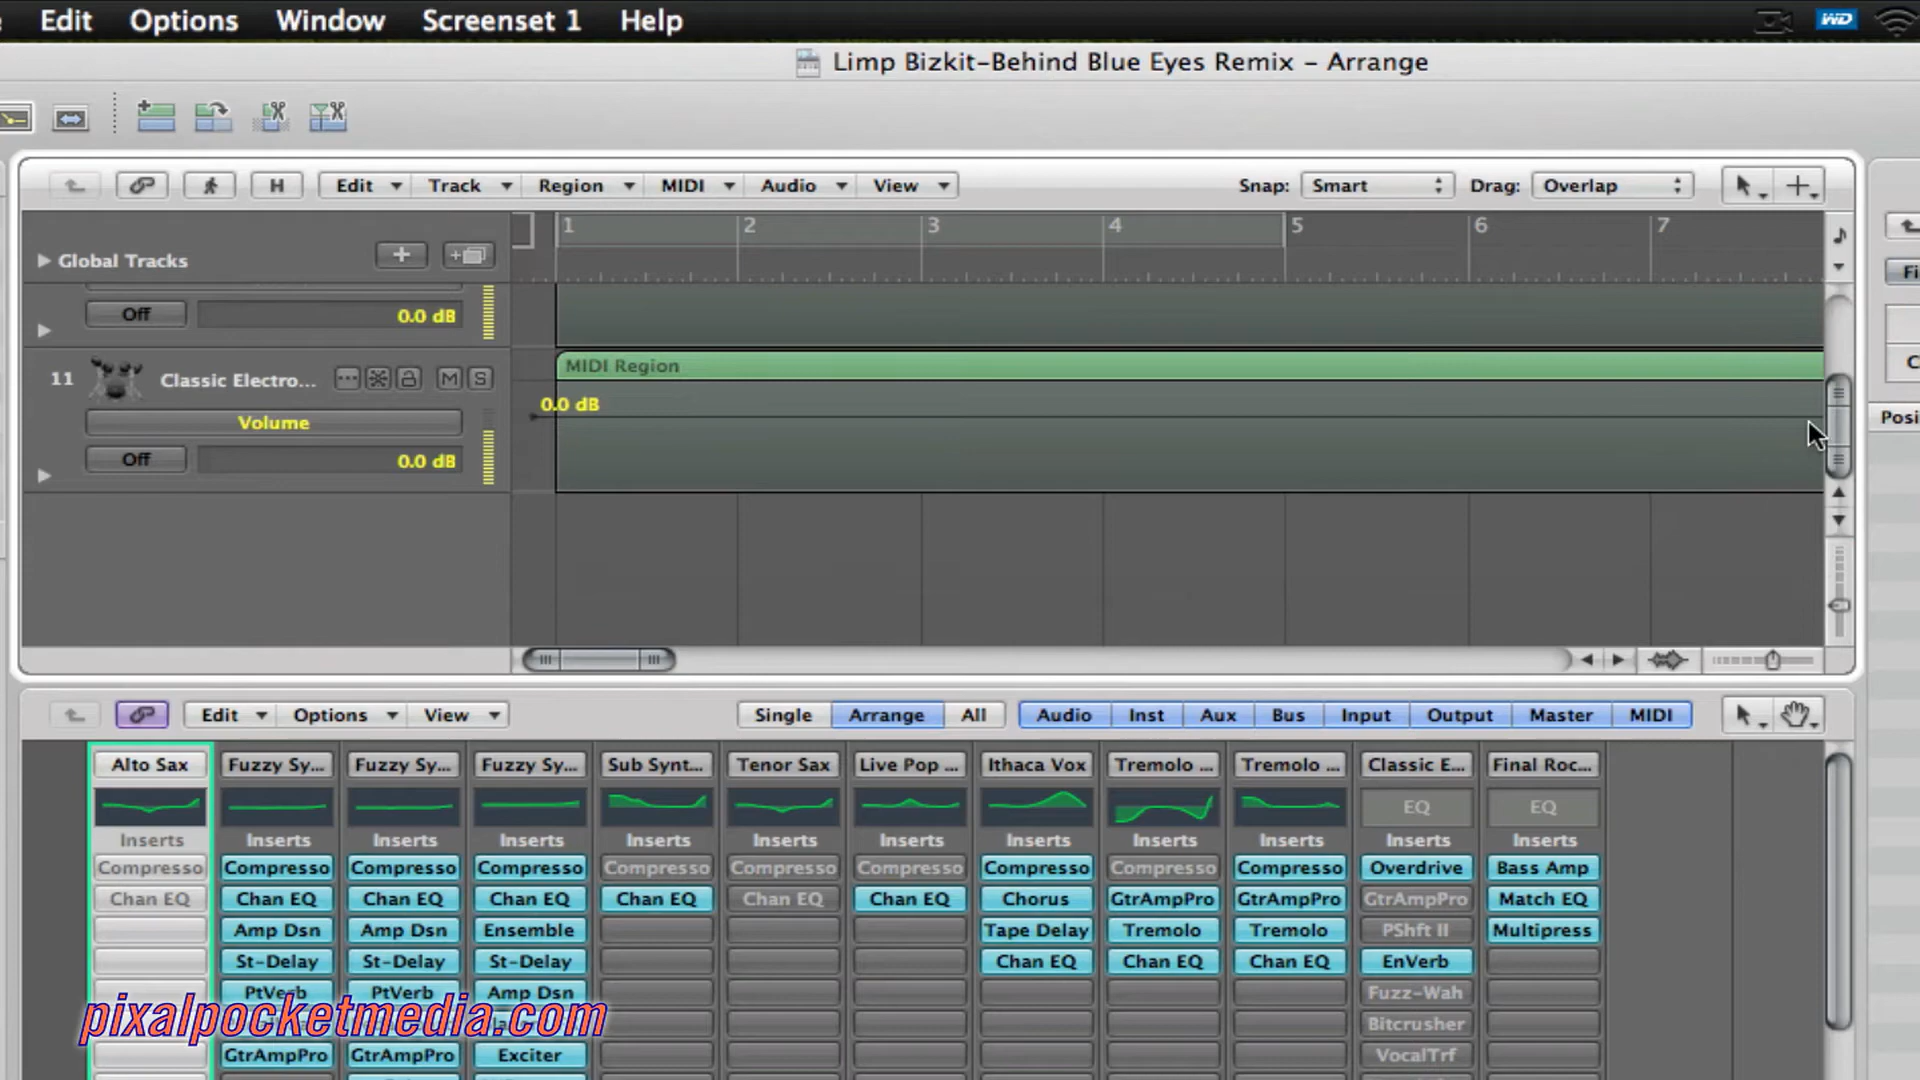 Edit Options Window Screenset 1 Help WD
Limp Bizkit-Behind Blue Eyes Remix - Arrange
H Edit Track Region MIDI Audio View Snap: Smart Drag: Overlap
1 2 3 4 5 6 7
Global Tracks
Off 0.0 dB
11 Classic Electro... M S
MIDI Region
0.0 dB
Volume
Off 0.0 dB
Fi
C
Posi
Edit Options View Single Arrange All Audio Inst Aux Bus Input Output Master MIDI
Alto Sax Fuzzy Sy... Fuzzy Sy... Fuzzy Sy... Sub Synt... Tenor Sax Live Pop ... Ithaca Vox Tremolo ... Tremolo ... Classic E... Final Roc...
EQ EQ
Inserts Inserts Inserts Inserts Inserts Inserts Inserts Inserts Inserts Inserts Inserts Inserts
Compresso Compresso Compresso Compresso Compresso Compresso Compresso Compresso Compresso Compresso Overdrive Bass Amp
Chan EQ Chan EQ Chan EQ Chan EQ Chan EQ Chan EQ Chan EQ Chorus GtrAmpPro GtrAmpPro GtrAmpPro Match EQ
Amp Dsn Amp Dsn Ensemble Tape Delay Tremolo Tremolo PShft II Multipress
St-Delay St-Delay St-Delay Chan EQ Chan EQ Chan EQ EnVerb
PtVerb PtVerb Amp Dsn Fuzz-Wah
pixalpocketmedia.com
Bitcrusher
GtrAmpPro GtrAmpPro Exciter VocalTrf